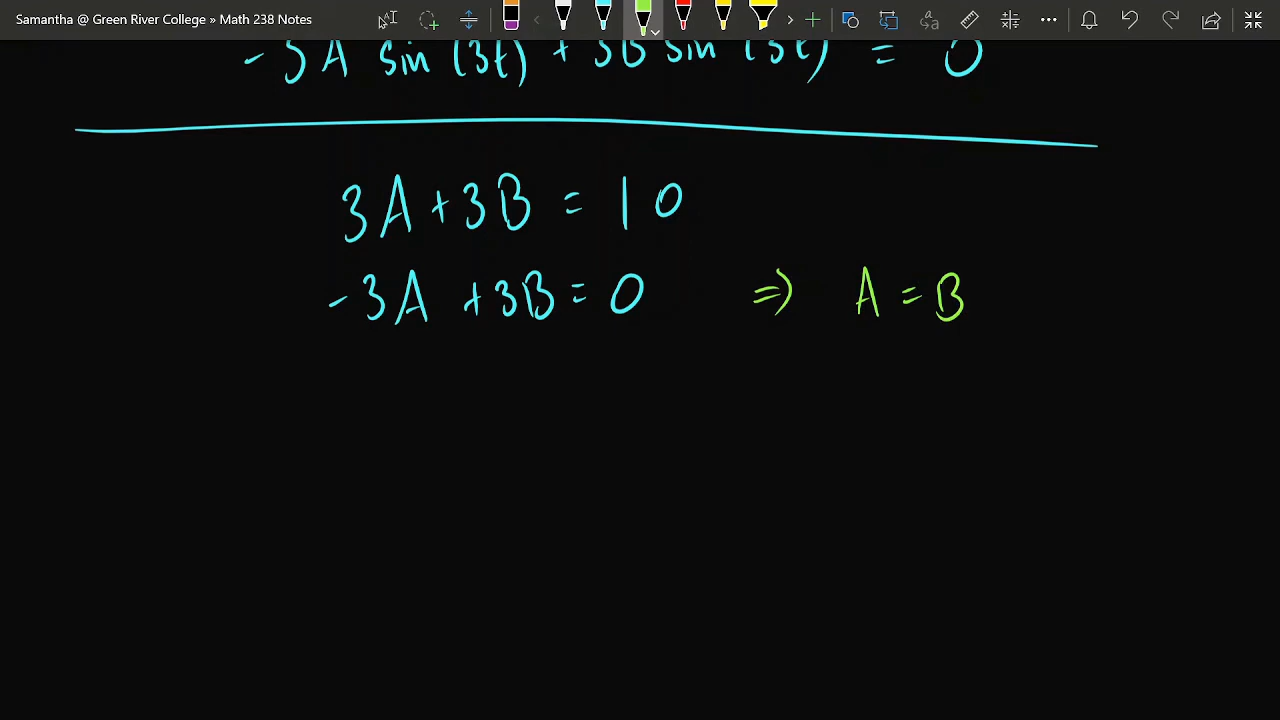 Samantha @ Green River College » Math 238 Notes
-3A sin (3t) + 3B sin (3t) = 0
3A + 3B = 10
-3A + 3B = 0 ⇒ A = B